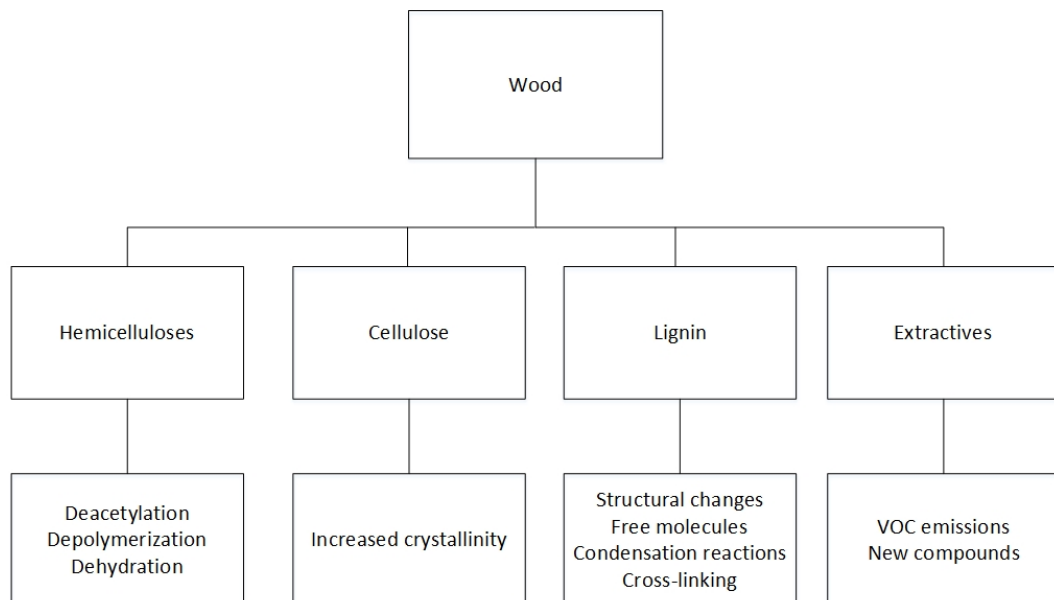 Wood
Hemicelluloses
Cellulose
Lignin
Extractives
Deacetylation
Depolymerization
Dehydration
Increased crystallinity
Structural changes
Free molecules
Condensation reactions
Cross-linking
VOC emissions
New compounds